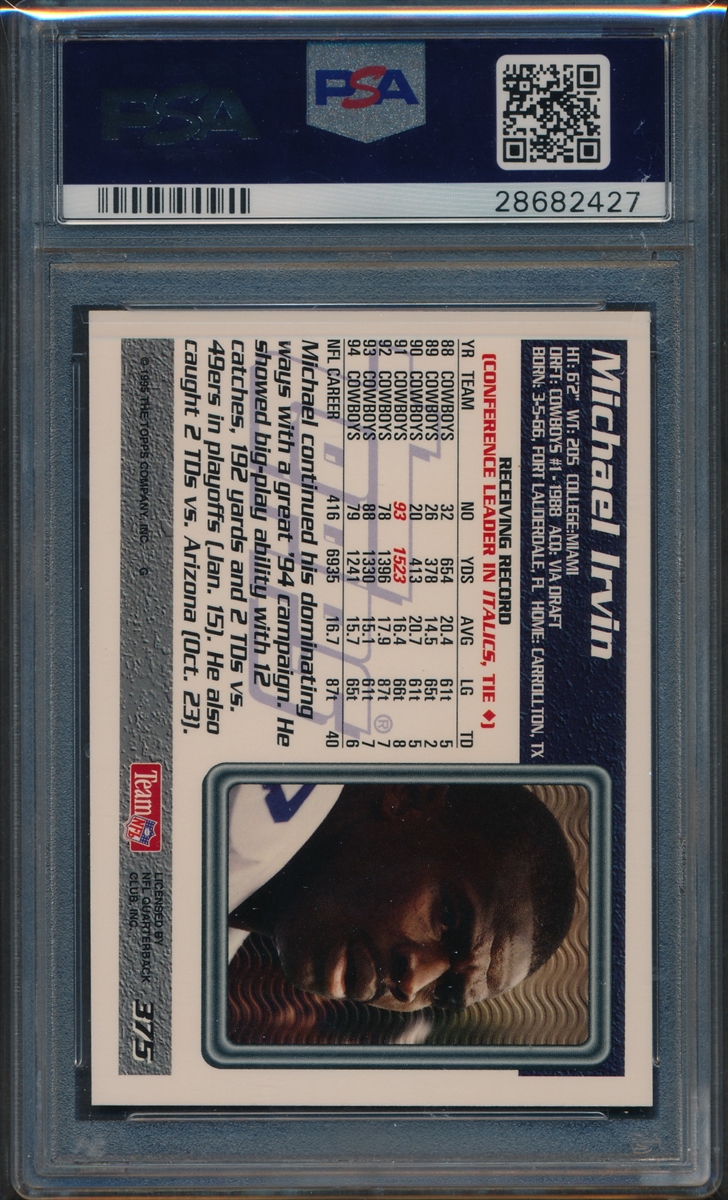 PSA
PSA
28682427
Michael Irvin
HT: 6'2" WT: 205 COLLEGE: MIAMI
DRAFT: COWBOYS #1-1988 ACQ: VIA DRAFT
BORN: 3-5-66, FORT LAUDERDALE, FL HOME: CARROLLTON, TX
RECEIVING RECORD
(CONFERENCE LEADER IN ITALICS, TIE ♦)
YR TEAM NO YDS AVG LG TD
88 COWBOYS 32 654 20.4 61t 5
89 COWBOYS 26 378 14.5 65t 2
90 COWBOYS 20 413 20.7 61t 5
91 COWBOYS 93 1523 16.4 66t 8
92 COWBOYS 78 1396 17.9 87t 7
93 COWBOYS 88 1330 15.1 61t 7
94 COWBOYS 79 1241 15.7 65t 6
NFL CAREER 416 6935 16.7 87t 40
Topps ®
Michael continued his dominating
ways with a great '94 campaign. He
showed big-play ability with 12
catches, 192 yards and 2 TDs vs.
49ers in playoffs (Jan. 15). He also
caught 2 TDs vs. Arizona (Oct. 23).
© 1995 THE TOPPS COMPANY, INC. G
Team NFL
LICENSED BY
NFL QUARTERBACK
CLUB, INC.
375